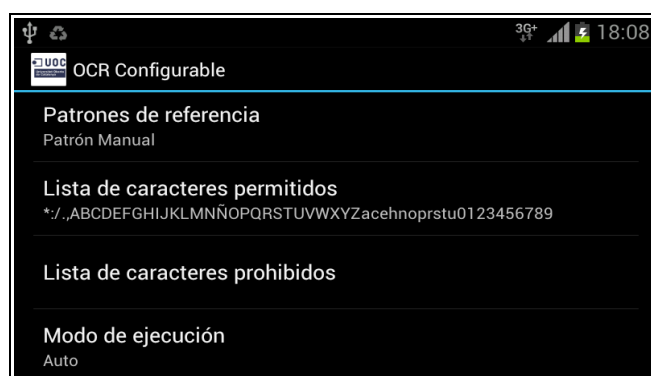 3G+ 18:08
UOC OCR Configurable
Patrones de referencia
Patrón Manual
Lista de caracteres permitidos
*:/.,ABCDEFGHIJKLMNÑOPQRSTUVWXYZacehnoprstu0123456789
Lista de caracteres prohibidos
Modo de ejecución
Auto